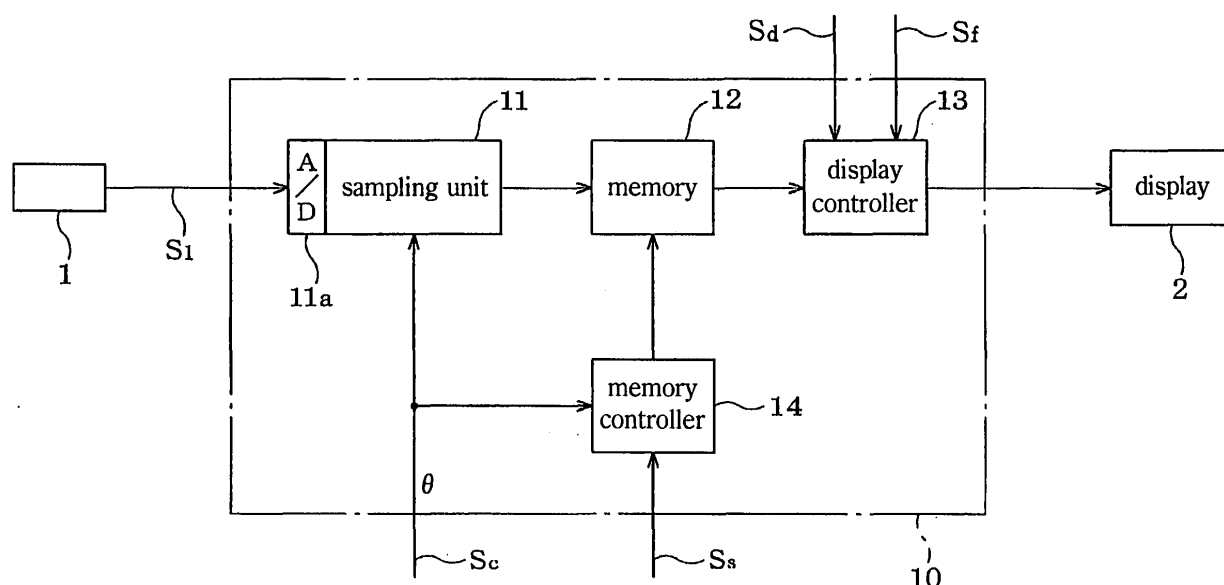 Sd
Sf
11
12
13
A/D
sampling unit
memory
display
controller
display
1
S1
11a
2
memory
controller
14
θ
Sc
Ss
10